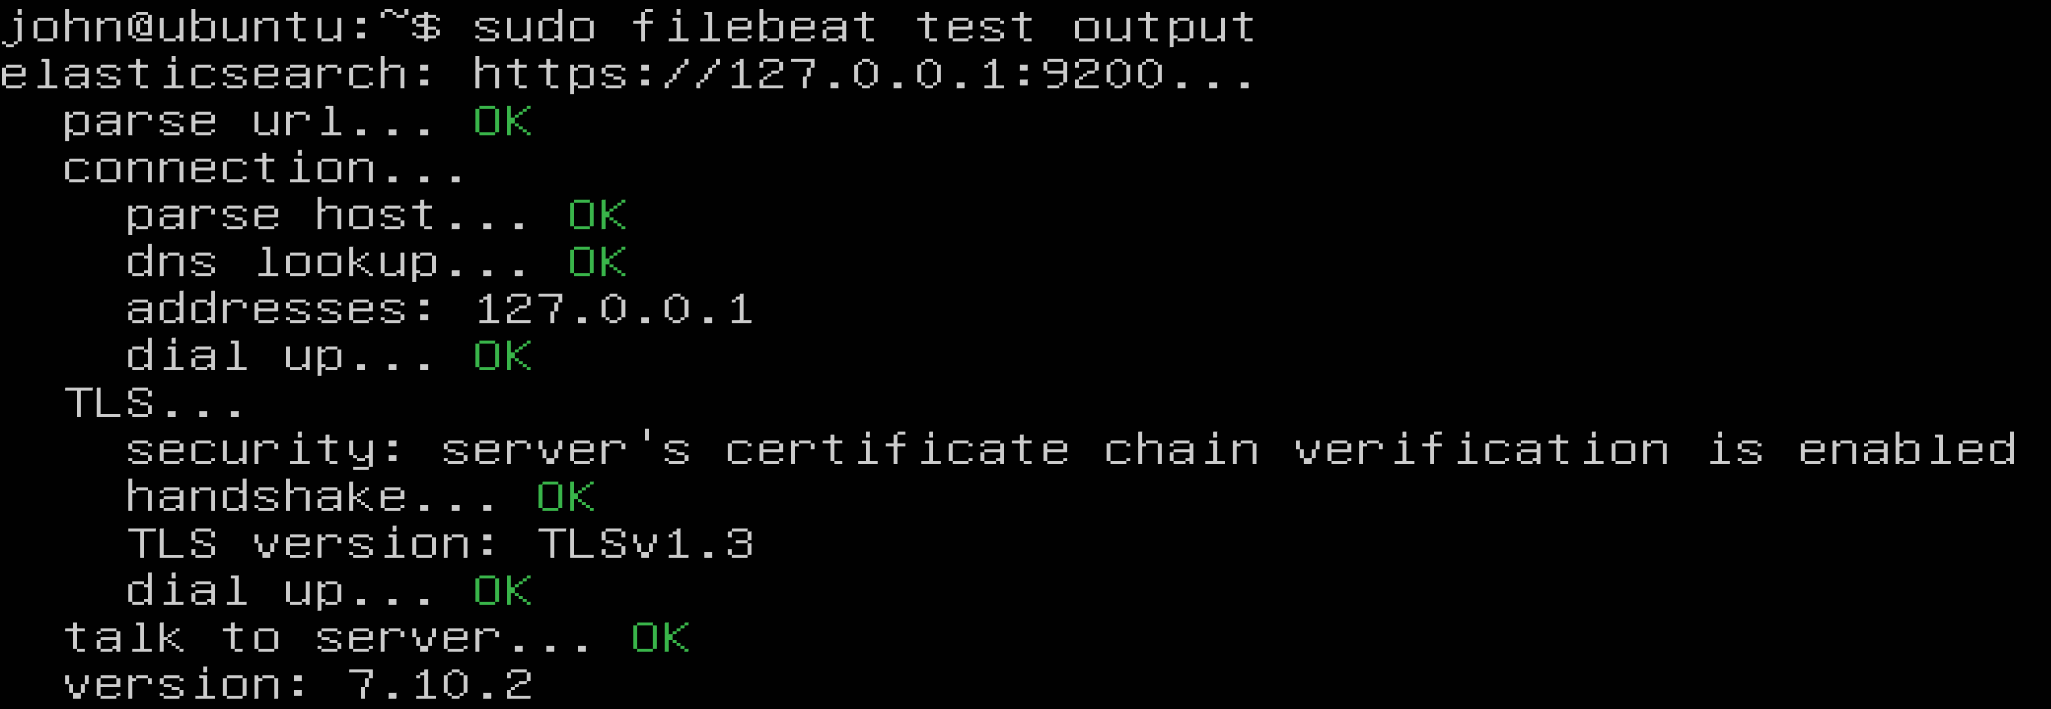 john@ubuntu:~$ sudo filebeat test output
elasticsearch: https://127.0.0.1:9200...
  parse url... OK
  connection...
    parse host... OK
    dns lookup... OK
    addresses: 127.0.0.1
    dial up... OK
  TLS...
    security: server's certificate chain verification is enabled
    handshake... OK
    TLS version: TLSv1.3
    dial up... OK
  talk to server... OK
  version: 7.10.2